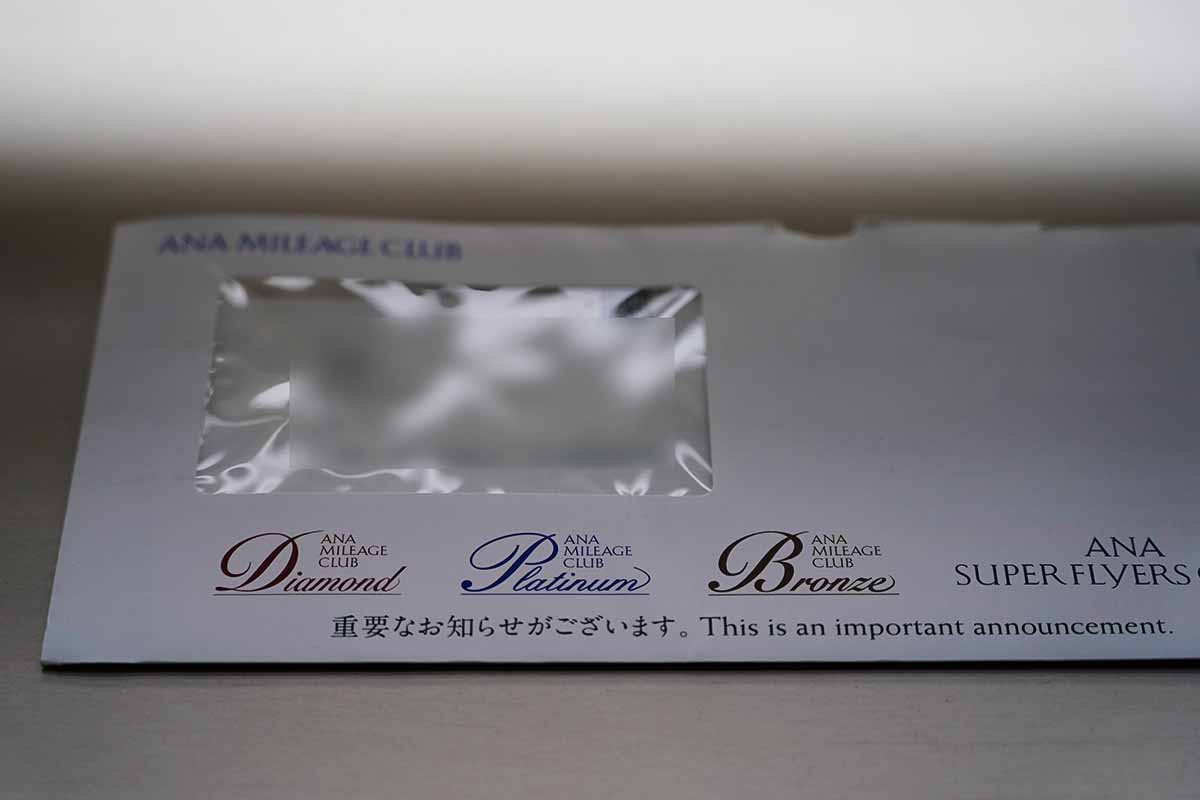 ANA MILEAGE CLUB
ANA
MILEAGE
CLUB
Diamond
ANA
MILEAGE
CLUB
Platinum
ANA
MILEAGE
CLUB
Bronze
ANA
SUPER FLYERS
重要なお知らせがございます。This is an important announcement.